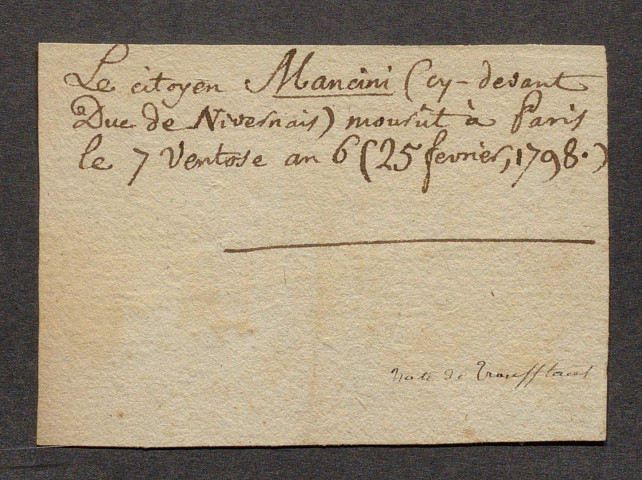 Le citoyen Mancini (cy-devant
Duc de Nivernais) mourût à Paris
le 7 Ventose an 6 (25 fevrier, 1798.)
Note de